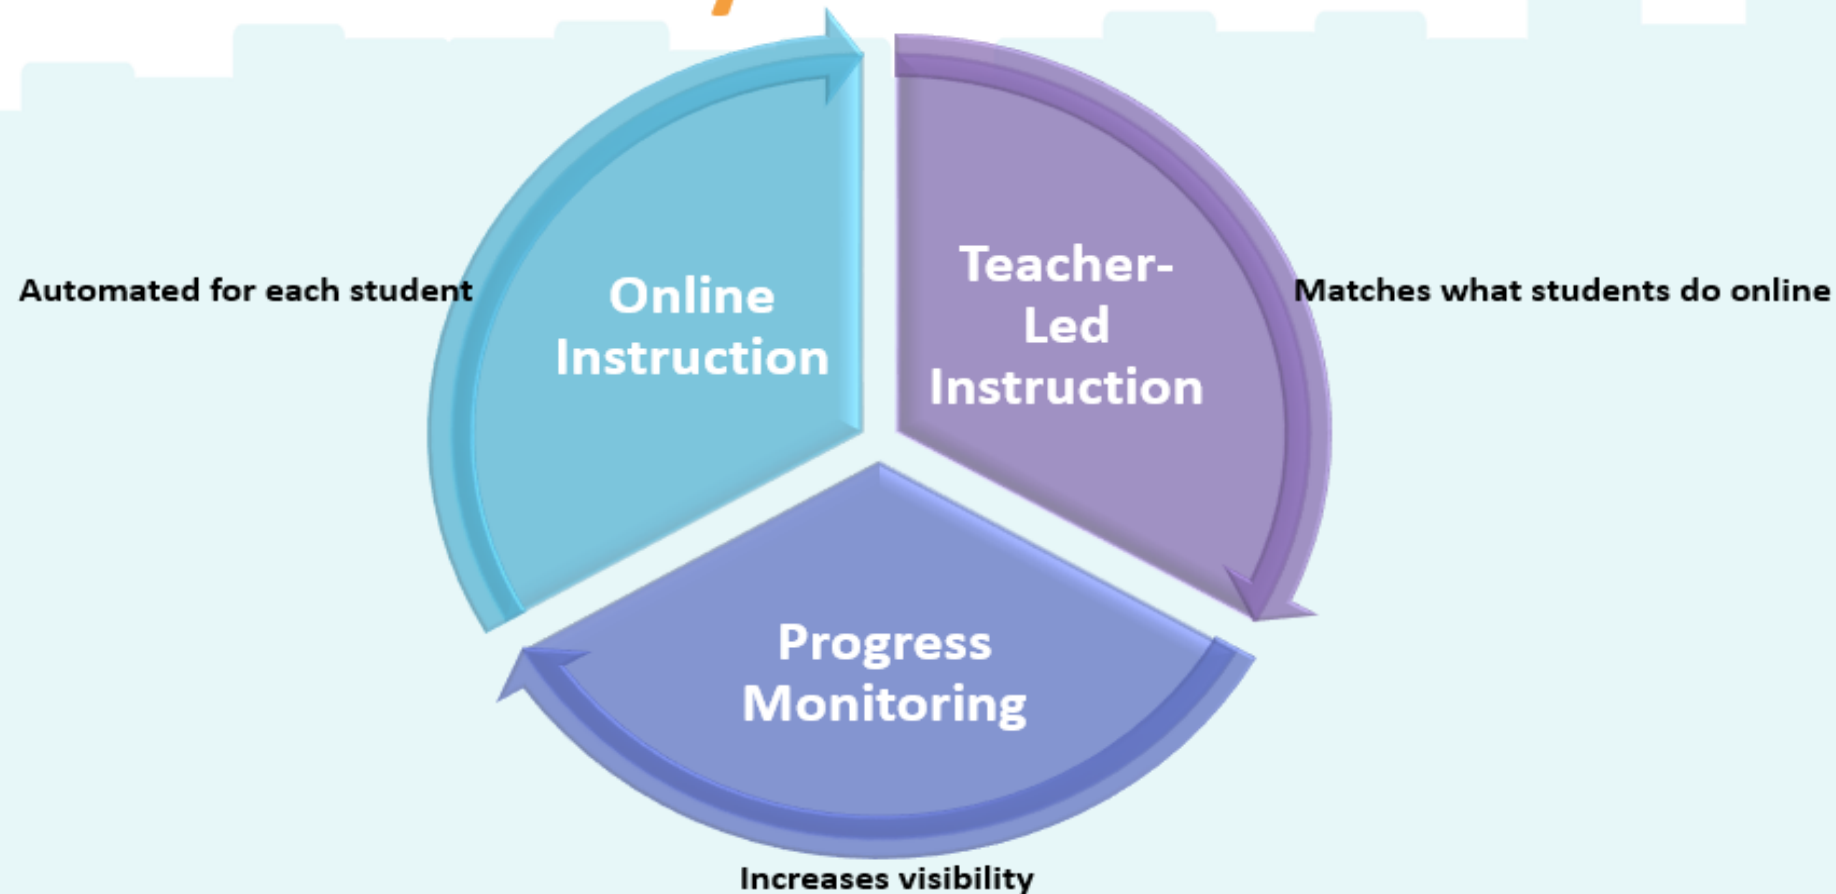 Automated for each student
Online
Instruction
Teacher-
Led
Instruction
Matches what students do online
Progress
Monitoring
Increases visibility